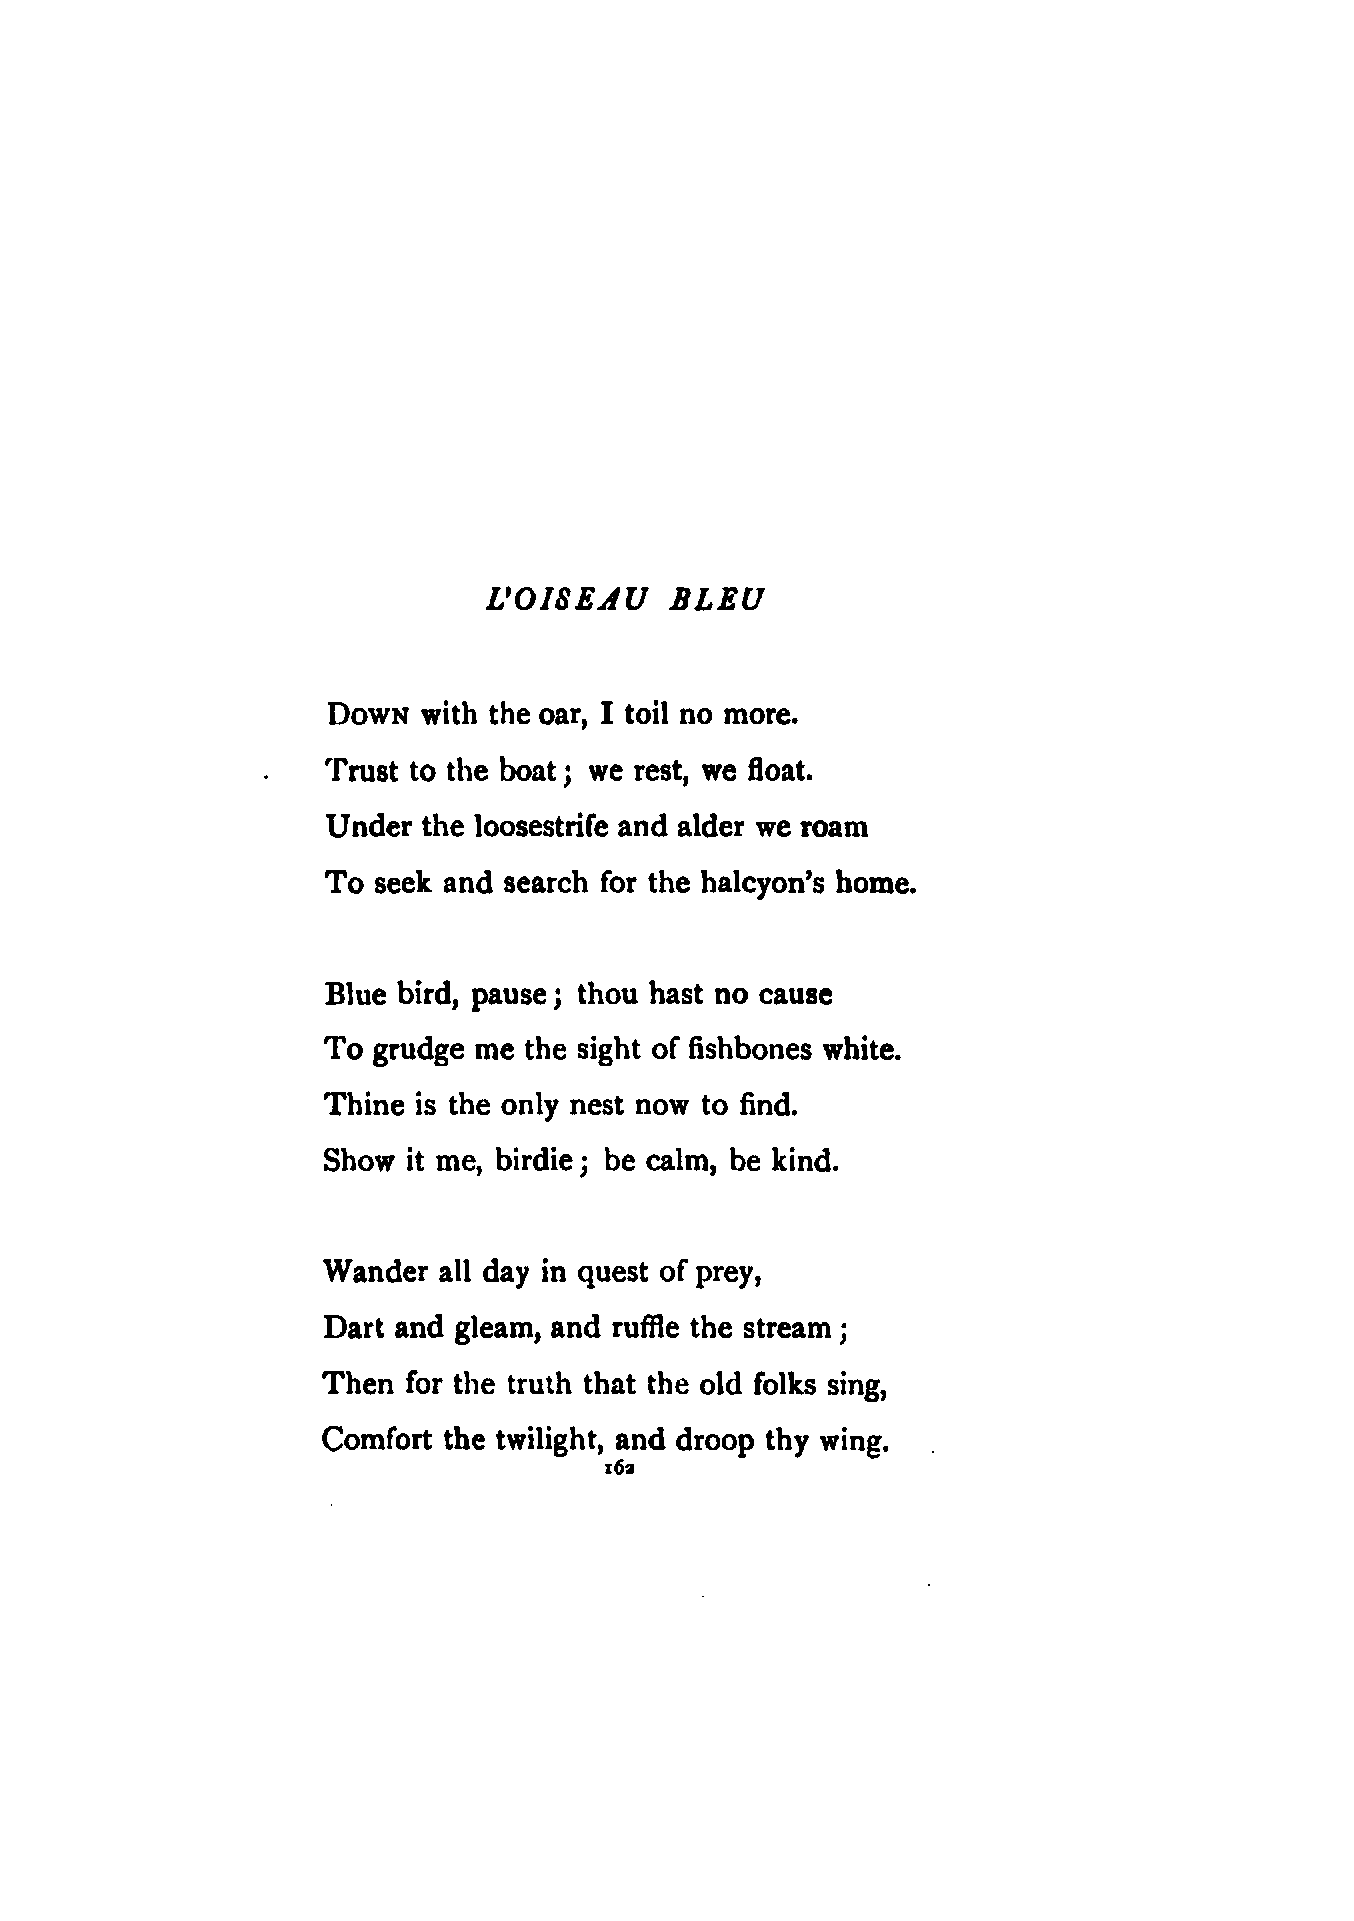 L'OISEAU BLEU
DOWN with the oar, I toil no more.
Trust to the boat; we rest, we float.
Under the loosestrife and alder we roam
To seek and search for the halcyon's home.
Blue bird, pause; thou hast no cause
To grudge me the sight of fishbones white.
Thine is the only nest now to find.
Show it me, birdie; be calm, be kind.
Wander all day in quest of prey,
Dart and gleam, and ruffle the stream;
Then for the truth that the old folks sing,
Comfort the twilight, and droop thy wing.
162